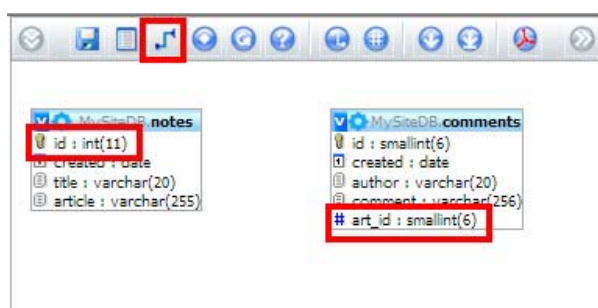 MySiteDB.notes
id : int(11)
created : date
title : varchar(20)
article : varchar(255)
MySiteDB.comments
id : smallint(6)
created : date
author : varchar(20)
comment : varchar(256)
# art_id : smallint(6)